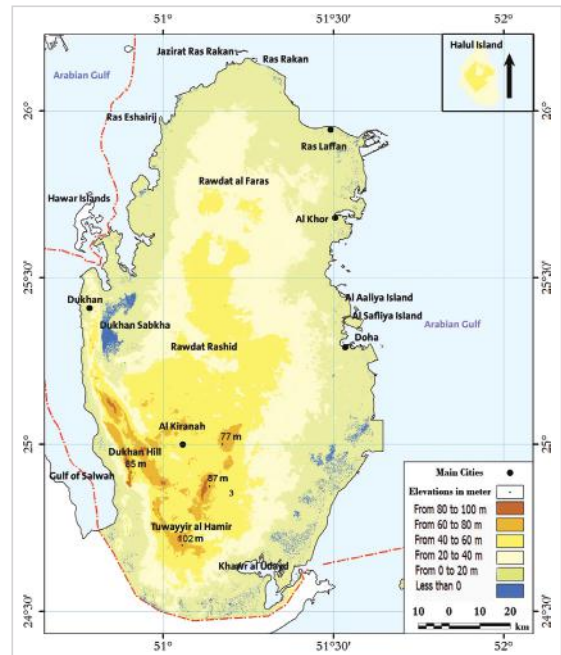 51°
51°30'
52°
Halul Island
Jazirat Ras Rakan
Ras Rakan
Arabian Gulf
26°
26°
Ras Eshairij
Ras Laffan
Rawdat al Faras
Hawar Islands
Al Khor
25°30'
25°30'
Dukhan
Al Aaliya Island
Dukhan Sabkha
Al Safliya Island
Arabian Gulf
Doha
Rawdat Rashid
Al Kiranah
77 m
25°
25°
Dukhan Hill
85 m
Gulf of Salwah
87m
3
Tuwayyir al Hamir
102 m
Khawr al Udayd
24°30'
24°30'
Main Cities
Elevations in meter
From 80 to 100 m
From 60 to 80 m
From 40 to 60 m
From 20 to 40 m
From 0 to 20 m
Less than 0
10 0 10 20
km
51°
51°30'
52°